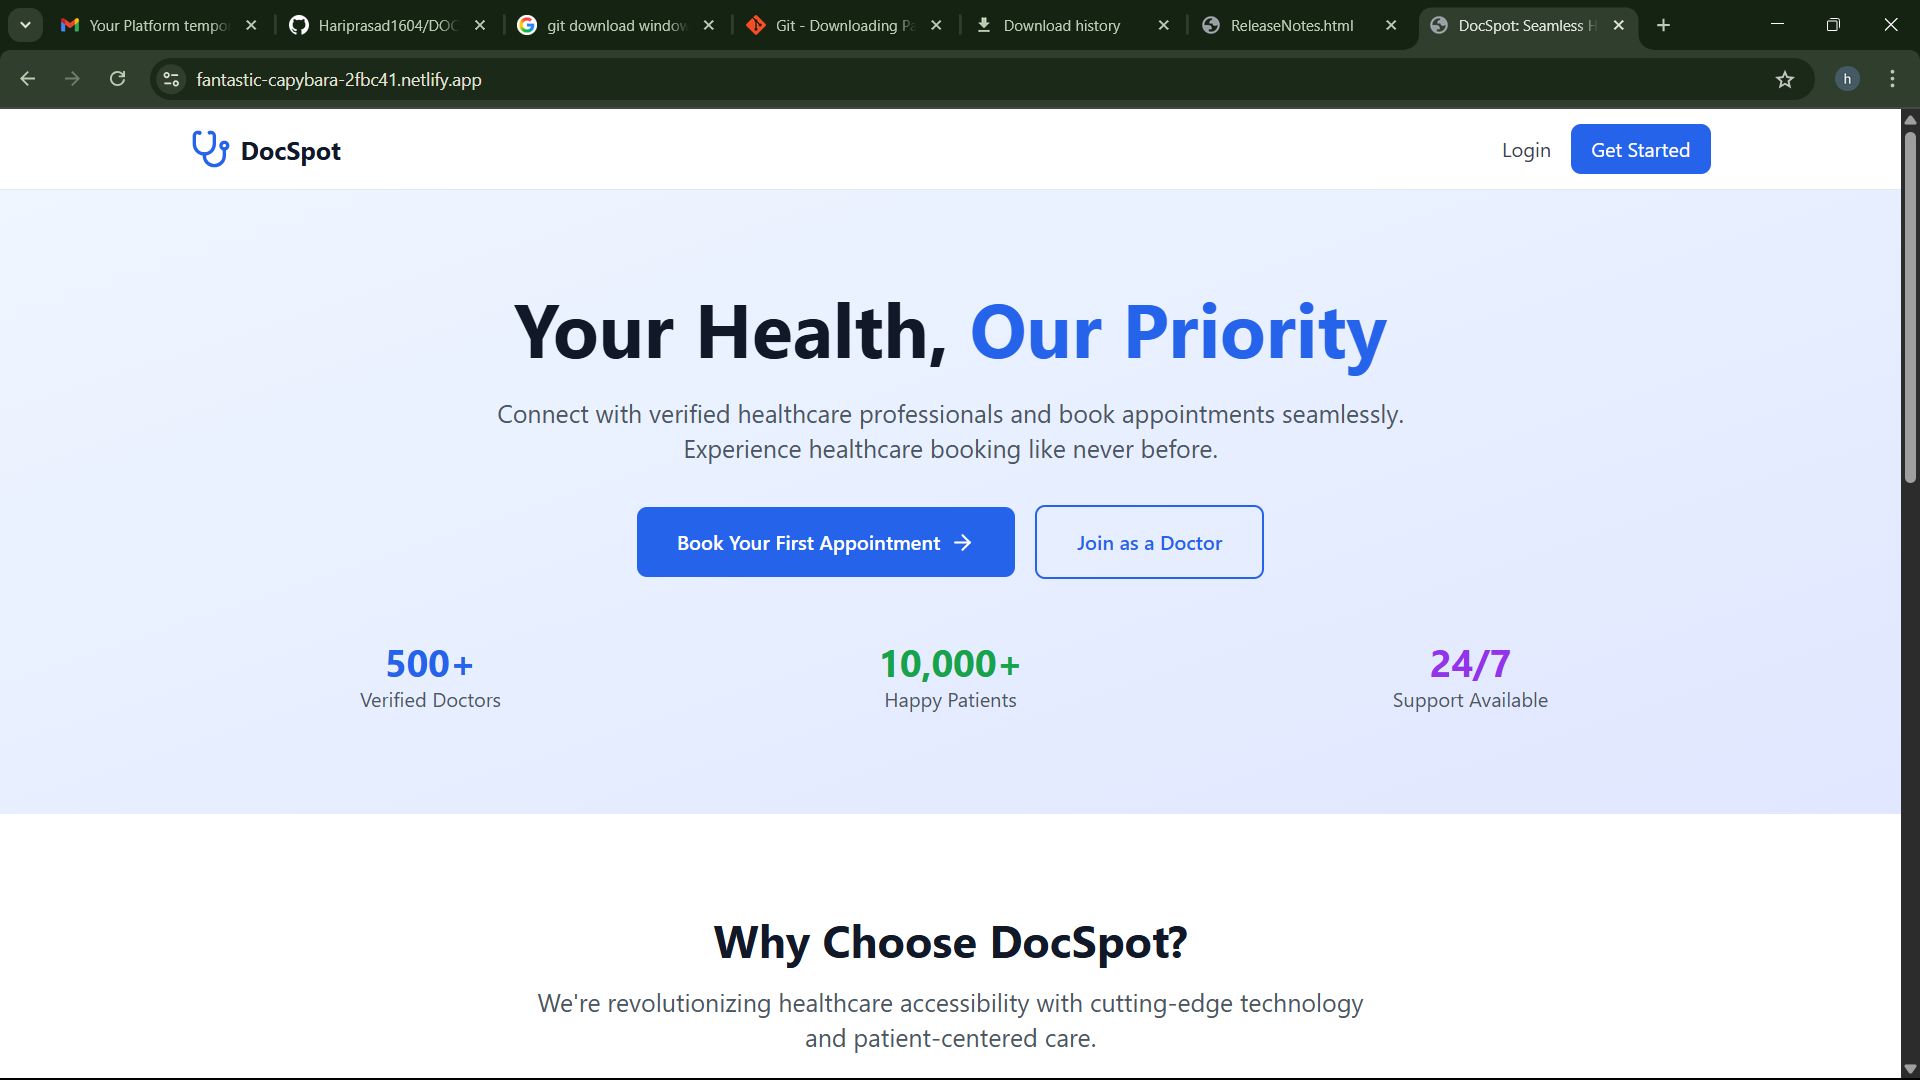 Your Platform tempo
Hariprasad1604/DOC
git download window
Git - Downloading Pa
Download history
ReleaseNotes.html
DocSpot: Seamless H
fantastic-capybara-2fbc41.netlify.app
h
DocSpot
Login
Get Started
Your Health, Our Priority
Connect with verified healthcare professionals and book appointments seamlessly.
Experience healthcare booking like never before.
Book Your First Appointment →
Join as a Doctor
500+
10,000+
24/7
Verified Doctors
Happy Patients
Support Available
Why Choose DocSpot?
We're revolutionizing healthcare accessibility with cutting-edge technology
and patient-centered care.